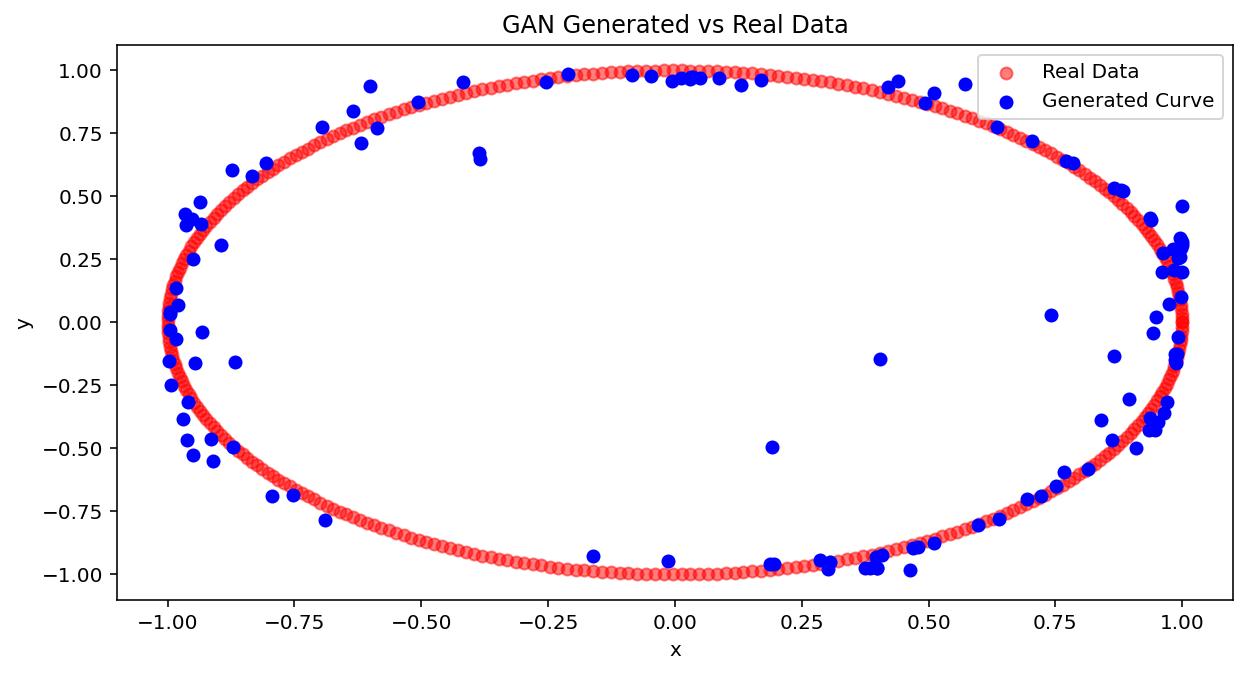 GAN Generated vs Real Data
Real Data
Generated Curve
1.00
0.75
0.50
0.25
0.00
−0.25
−0.50
−0.75
−1.00
y
−1.00 −0.75 −0.50 −0.25 0.00 0.25 0.50 0.75 1.00
x